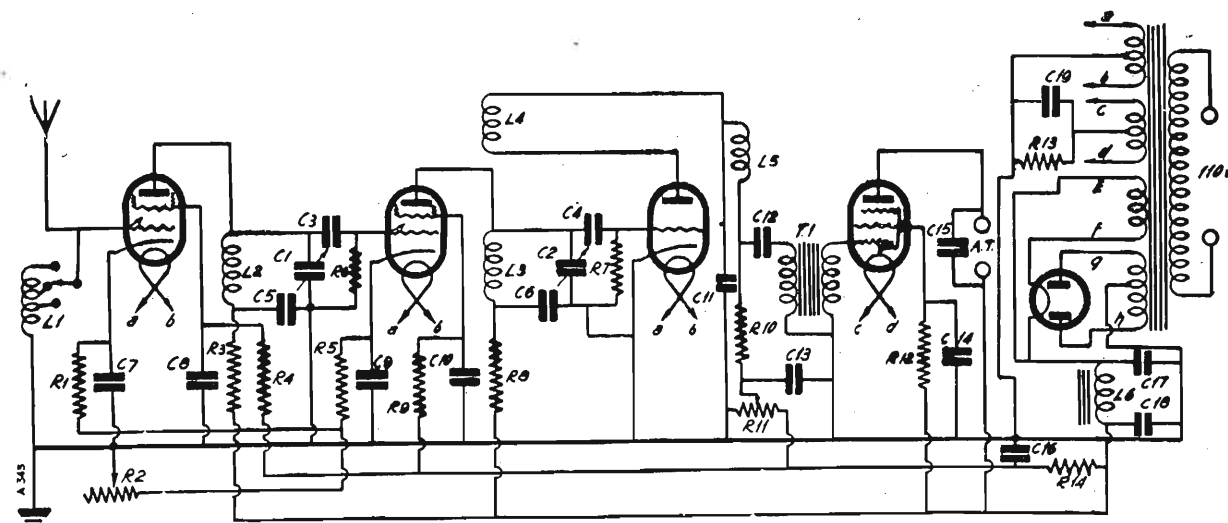 a
b
C19
c
d
R13
110v
L4
L5
E
f
g
h
C3
C1
R6
L2
C5
C4
C2
R7
L3
C6
C12
T.1
C15
A.T.
C11
a
b
a
b
a
b
c
d
L1
R1
C7
C8
R3
R4
R5
C9
R9
C10
R8
R10
C13
R11
R12
C14
L6
C17
C18
C16
R14
R2
A 343